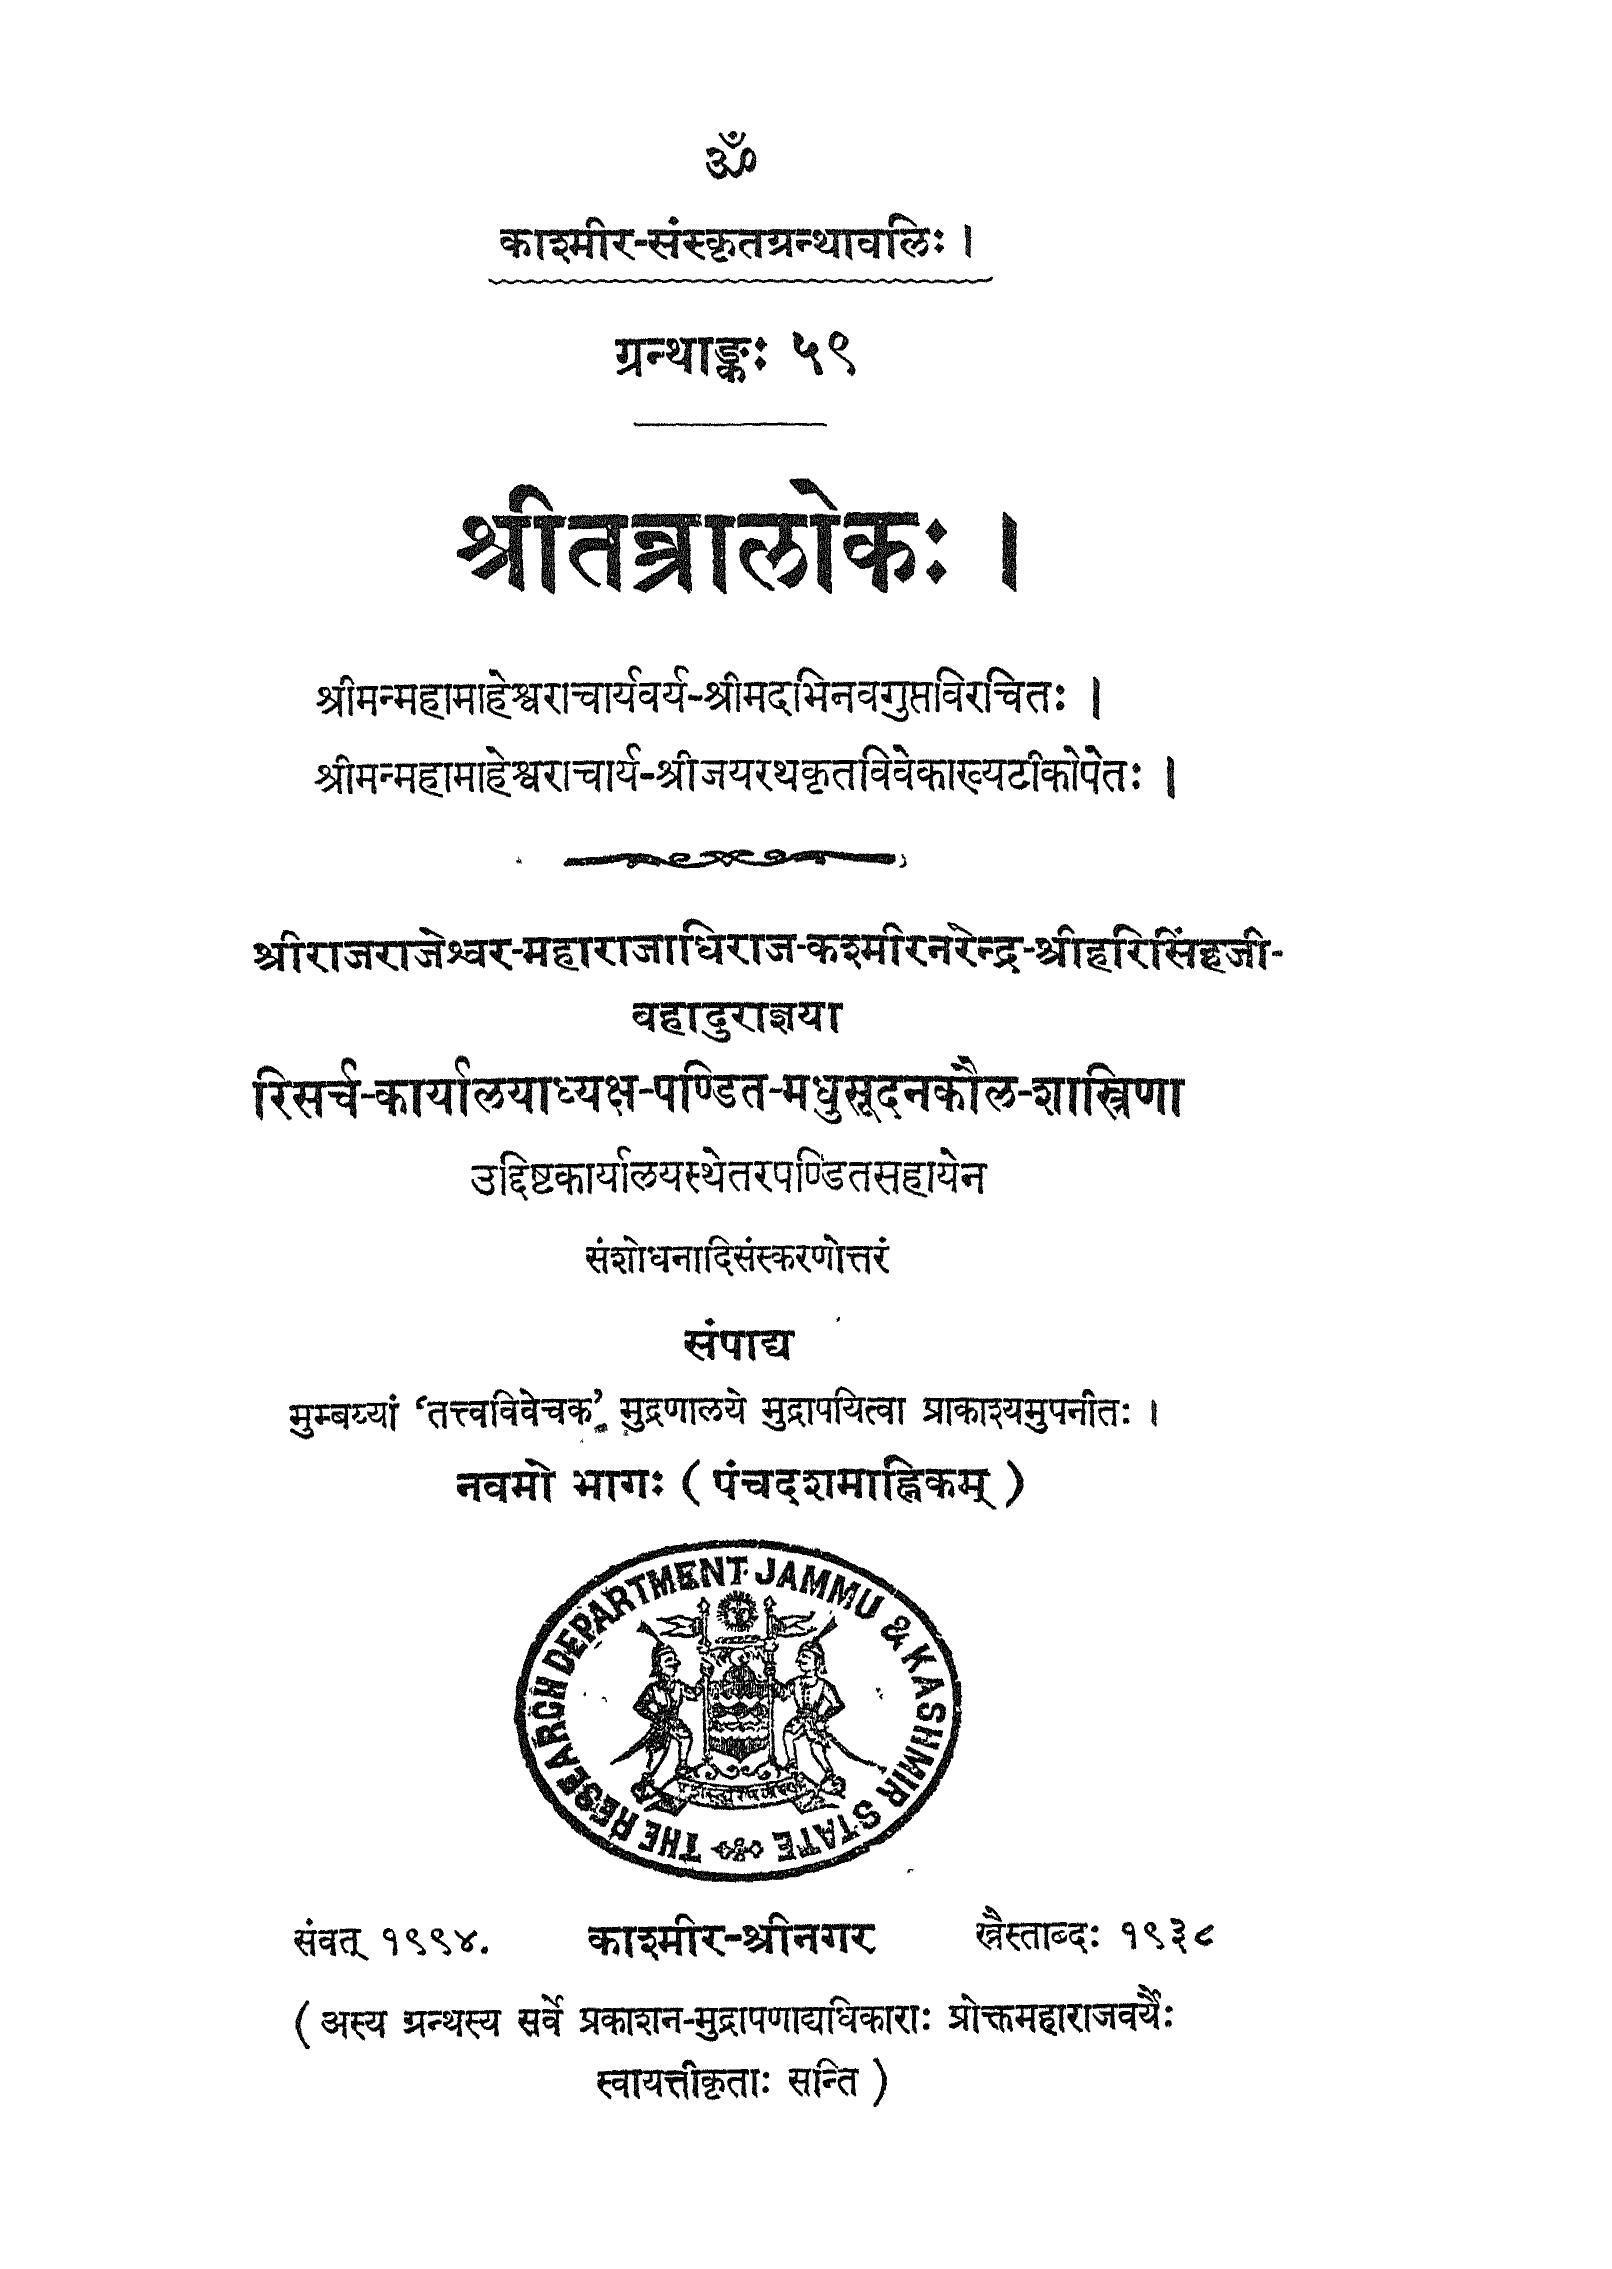 ॐ
काश्मीर-संस्कृतग्रन्थावलिः ।
ग्रन्थाङ्कः ५९
श्रीतन्त्रालोकः ।
श्रीमन्महामाहेश्वराचार्यवर्य-श्रीमदभिनवगुप्तविरचितः ।
श्रीमन्महामाहेश्वराचार्य-श्रीजयरथकृतविवेकाख्यटीकोपेतः ।
श्रीराजराजेश्वर-महाराजाधिराज-कश्मीरनरेन्द्र-श्रीहरिसिंहजी-
वहादुराज्ञया
रिसर्च-कार्यालयाध्यक्ष-पण्डित-मधुसूदनकौल-शास्त्रिणा
उद्दिष्टकार्यालयस्थेतरपण्डितसहायेन
संशोधनादिसंस्करणोत्तरं
संपाद्य
मुम्बय्यां ‘तत्त्वविवेचक’ मुद्रणालये मुद्रापयित्वा प्राकाश्यमुपनीतः ।
नवमो भागः ( पंचदशमाह्निकम् )
THE RESEARCH DEPARTMENT JAMMU & KASHMIR STATE
संवत् १९९४. काश्मीर-श्रीनगर ख्रैस्ताब्दः १९३८
( अस्य ग्रन्थस्य सर्वे प्रकाशन-मुद्रापणाद्यधिकाराः प्रोक्तमहाराजवर्यैः
स्वायत्तीकृताः सन्ति )